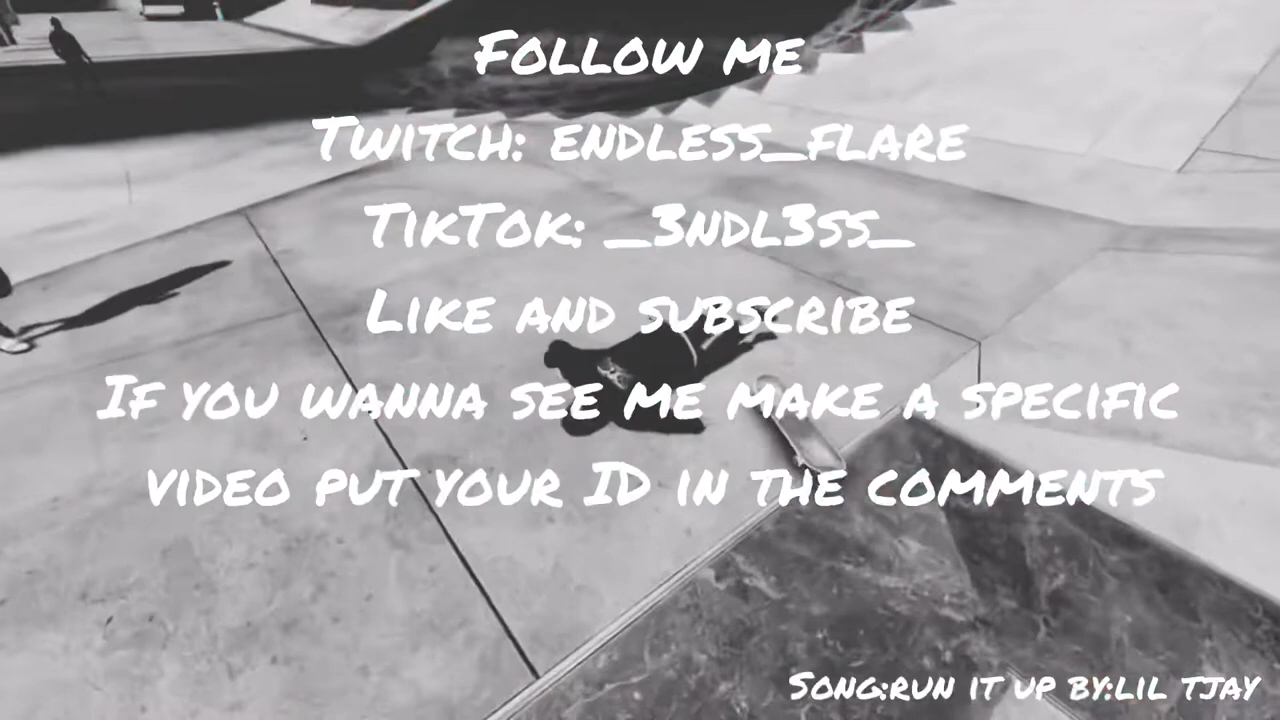 Follow me
Twitch: endless_flare
TikTok: _3ndl3ss_
Like and subscribe
If you wanna see me make a specific
video put your ID in the comments
Song:run it up by:lil tjay